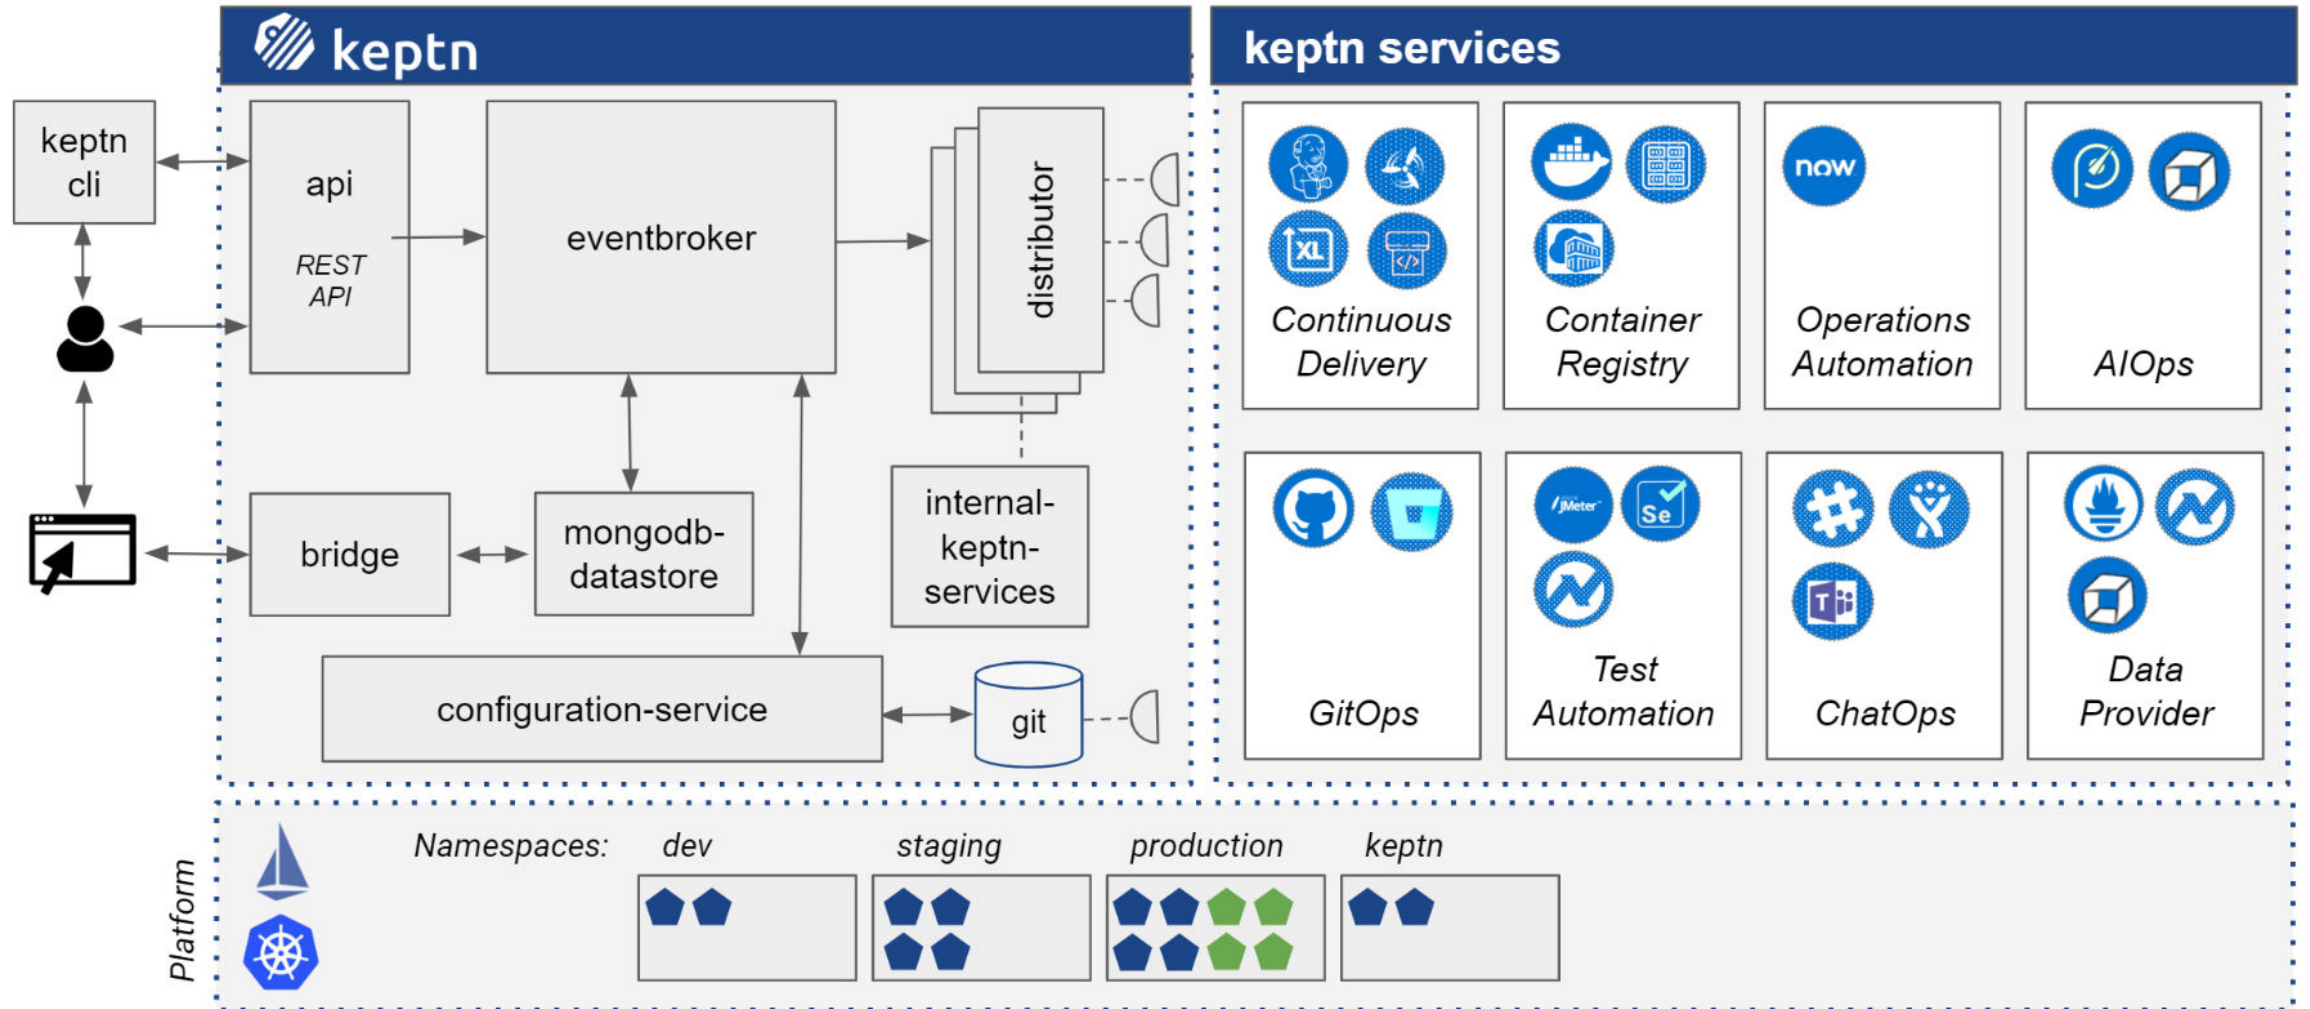 keptn
keptn services
keptn
cli
api
REST
API
eventbroker
distributor
bridge
mongodb-
datastore
internal-
keptn-
services
configuration-service
git
XL
</>
Continuous
Delivery
Container
Registry
now
Operations
Automation
AIOps
GitOps
JMeter
Se
Test
Automation
T
ChatOps
Data
Provider
Platform
Namespaces:
dev
staging
production
keptn